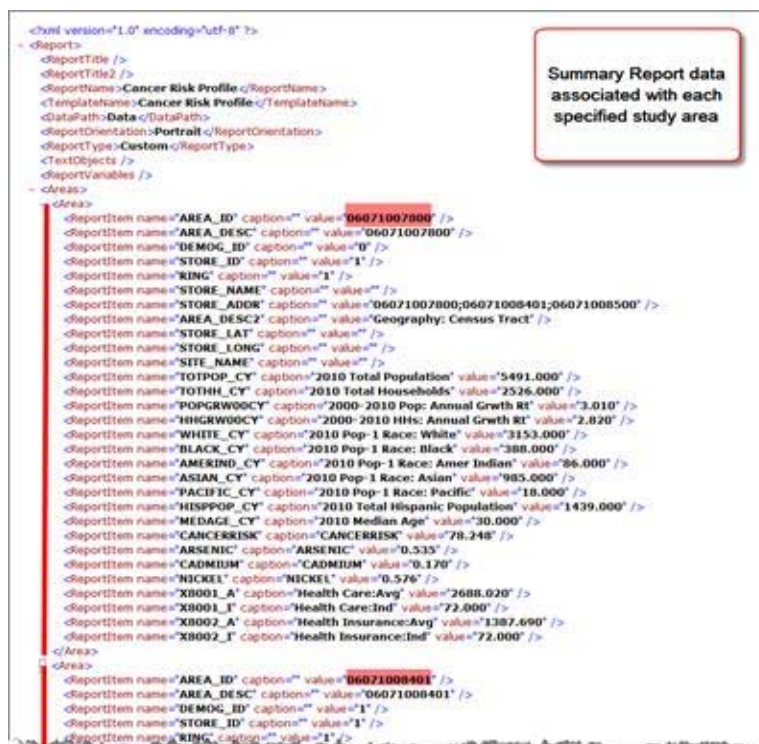 <?xml version="1.0" encoding="utf-8" ?>
- <Report>
<ReportTitle />
<ReportTitle2 />
<ReportName>Cancer Risk Profile</ReportName>
<TemplateName>Cancer Risk Profile</TemplateName>
<DataPath>Data</DataPath>
<ReportOrientation>Portrait</ReportOrientation>
<ReportType>Custom</ReportType>
<TextObjects />
<ReportVariables />
- <Areas>
- <Area>
<ReportItem name="AREA_ID" caption="" value="06071007800" />
<ReportItem name="AREA_DESC" caption="" value="06071007800" />
<ReportItem name="DEMOG_ID" caption="" value="0" />
<ReportItem name="STORE_ID" caption="" value="1" />
<ReportItem name="RING" caption="" value="1" />
<ReportItem name="STORE_NAME" caption="" value="" />
<ReportItem name="STORE_ADDR" caption="" value="06071007800;06071008401;06071008500" />
<ReportItem name="AREA_DESC2" caption="" value="Geography: Census Tract" />
<ReportItem name="STORE_LAT" caption="" value="" />
<ReportItem name="STORE_LONG" caption="" value="" />
<ReportItem name="SITE_NAME" caption="" value="" />
<ReportItem name="TOTPOP_CY" caption="2010 Total Population" value="5491.000" />
<ReportItem name="TOTHH_CY" caption="2010 Total Households" value="2526.000" />
<ReportItem name="POPGRW00CY" caption="2000-2010 Pop: Annual Grwth Rt" value="3.010" />
<ReportItem name="HHGRW00CY" caption="2000-2010 HHs: Annual Grwth Rt" value="2.820" />
<ReportItem name="WHITE_CY" caption="2010 Pop-1 Race: White" value="3153.000" />
<ReportItem name="BLACK_CY" caption="2010 Pop-1 Race: Black" value="388.000" />
<ReportItem name="AMERIND_CY" caption="2010 Pop-1 Race: Amer Indian" value="86.000" />
<ReportItem name="ASIAN_CY" caption="2010 Pop-1 Race: Asian" value="985.000" />
<ReportItem name="PACIFIC_CY" caption="2010 Pop-1 Race: Pacific" value="18.000" />
<ReportItem name="HISPPOP_CY" caption="2010 Total Hispanic Population" value="1439.000" />
<ReportItem name="MEDAGE_CY" caption="2010 Median Age" value="30.000" />
<ReportItem name="CANCERRISK" caption="CANCERRISK" value="78.248" />
<ReportItem name="ARSENIC" caption="ARSENIC" value="0.535" />
<ReportItem name="CADMIUM" caption="CADMIUM" value="0.170" />
<ReportItem name="NICKEL" caption="NICKEL" value="0.576" />
<ReportItem name="X8001_A" caption="Health Care:Avg" value="2688.020" />
<ReportItem name="X8001_I" caption="Health Care:Ind" value="72.000" />
<ReportItem name="X8002_A" caption="Health Insurance:Avg" value="1387.690" />
<ReportItem name="X8002_I" caption="Health Insurance:Ind" value="72.000" />
</Area>
- <Area>
<ReportItem name="AREA_ID" caption="" value="06071008401" />
<ReportItem name="AREA_DESC" caption="" value="06071008401" />
<ReportItem name="DEMOG_ID" caption="" value="1" />
<ReportItem name="STORE_ID" caption="" value="1" />
<ReportItem name="RING" caption="" value="1" />
Summary Report data
associated with each
specified study area